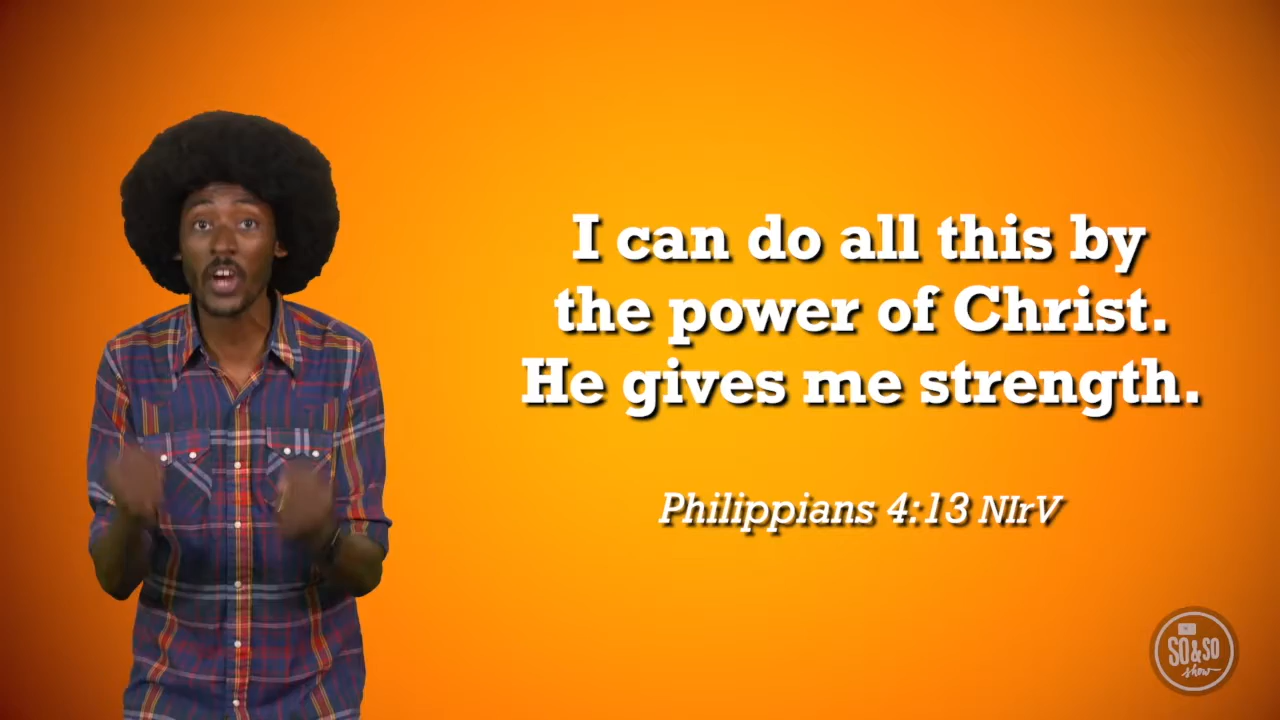 I can do all this by
the power of Christ.
He gives me strength.
Philippians 4:13 NIrV
SO&SO
show